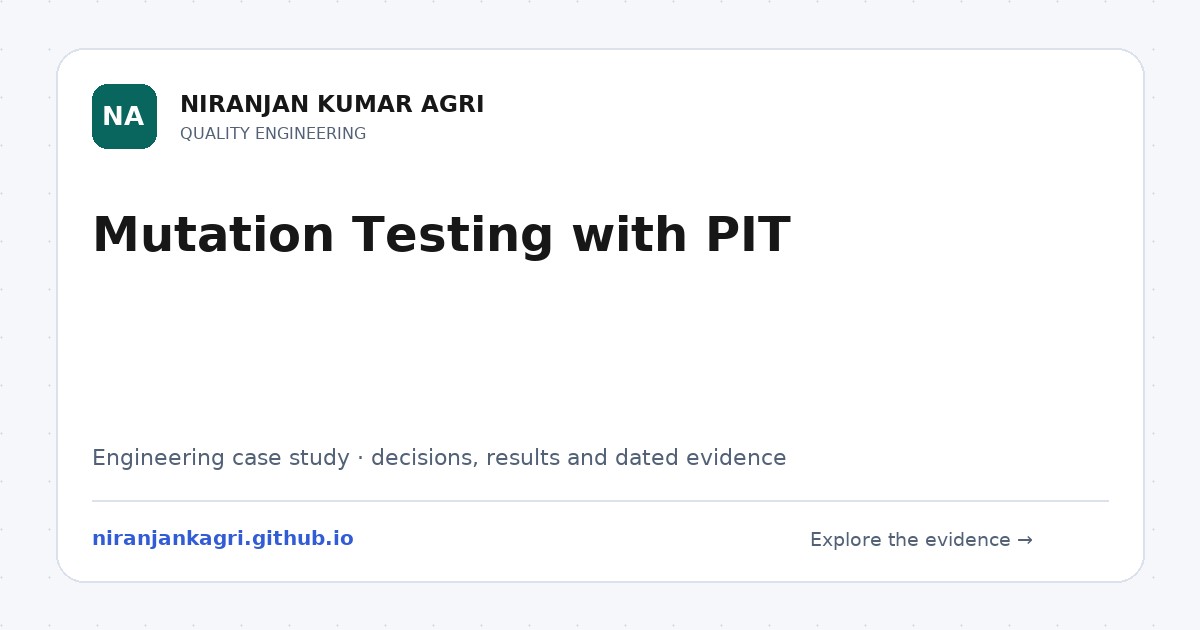 NA
NIRANJAN KUMAR AGRI
QUALITY ENGINEERING
Mutation Testing with PIT
Engineering case study · decisions, results and dated evidence
niranjankagri.github.io
Explore the evidence →